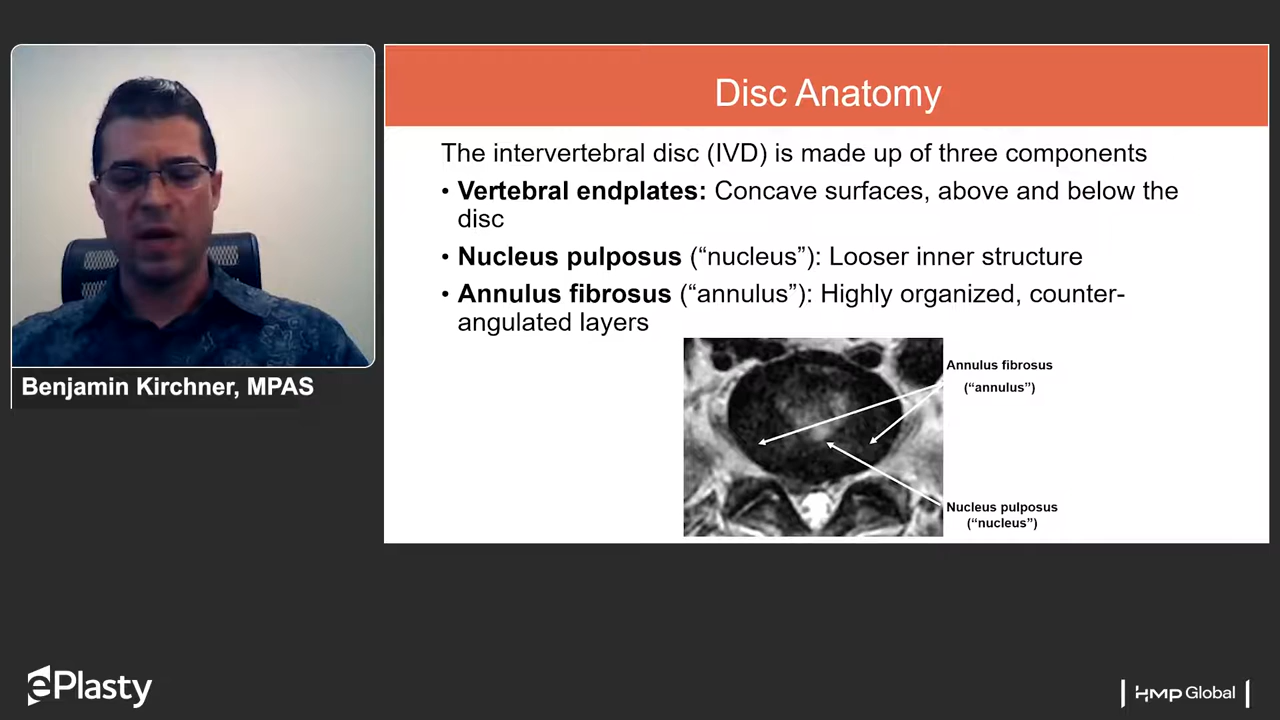 Disc Anatomy
The intervertebral disc (IVD) is made up of three components
• Vertebral endplates: Concave surfaces, above and below the
disc
• Nucleus pulposus (“nucleus”): Looser inner structure
• Annulus fibrosus (“annulus”): Highly organized, counter-
angulated layers
Annulus fibrosus
(“annulus”)
Nucleus pulposus
(“nucleus”)
Benjamin Kirchner, MPAS
ePlasty
HMP Global